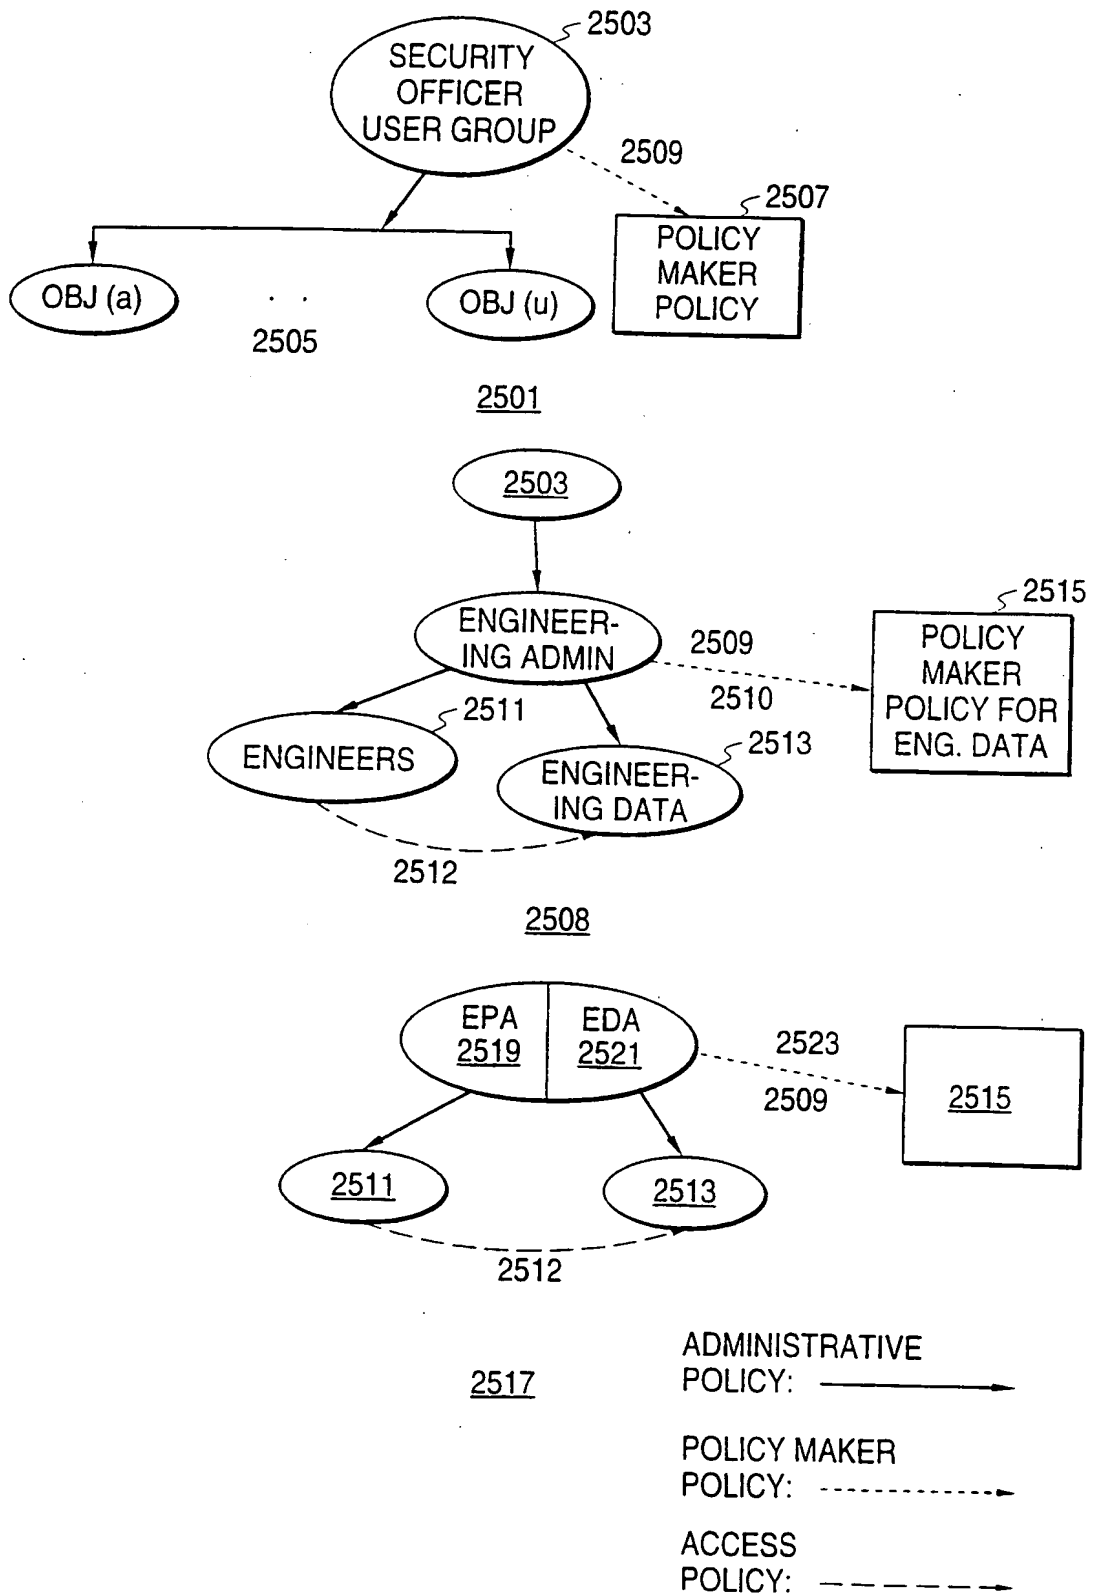 2503
SECURITY
OFFICER
USER GROUP
2509
2507
POLICY
MAKER
POLICY
OBJ (a)
. .
OBJ (u)
2505
2501
2503
2515
ENGINEER-
ING ADMIN
2509
2510
POLICY
MAKER
POLICY FOR
ENG. DATA
2511
ENGINEERS
2513
ENGINEER-
ING DATA
2512
2508
EPA
2519
EDA
2521
2523
2509
2515
2511
2513
2512
2517
ADMINISTRATIVE
POLICY:
POLICY MAKER
POLICY:
ACCESS
POLICY: